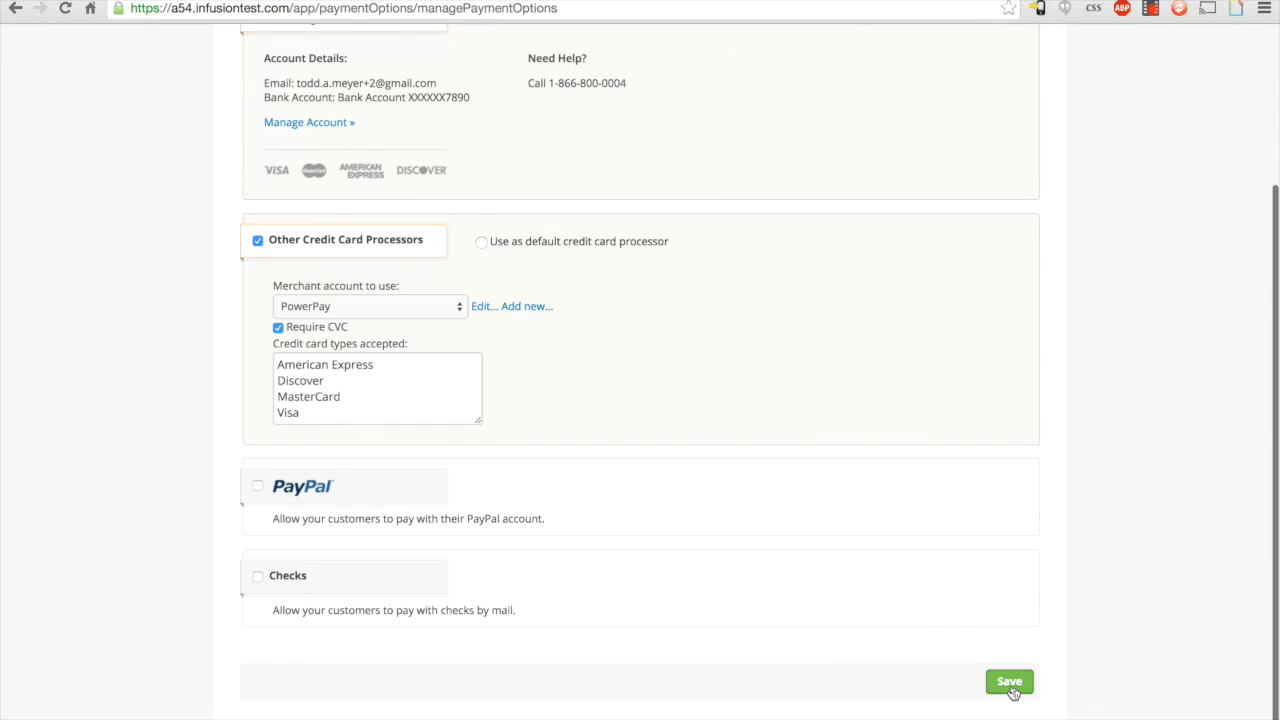 https://a54.infusiontest.com/app/paymentOptions/managePaymentOptions
CSS
ABP
Account Details:
Need Help?
Email: todd.a.meyer+2@gmail.com
Call 1-866-800-0004
Bank Account: Bank Account XXXXXX7890
Manage Account »
VISA MasterCard AMERICAN EXPRESS DISCOVER
Other Credit Card Processors
Use as default credit card processor
Merchant account to use:
PowerPay
Edit... Add new...
Require CVC
Credit card types accepted:
American Express
Discover
MasterCard
Visa
PayPal
Allow your customers to pay with their PayPal account.
Checks
Allow your customers to pay with checks by mail.
Save